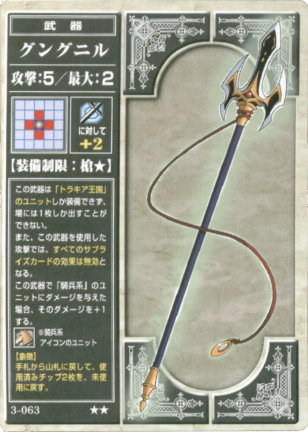 武器
グングニル
攻撃:5/最大:2
に対して
+2
【装備制限:槍★】
この武器は「トラキア王国」
のユニットしか装備できず、
場には1枚しか出すことが
できない。
また、この武器を使用した
攻撃では、すべてのサプラ
イズカードの効果は無効と
なる。
この武器で「騎兵系」のユ
ニットにダメージを与えた
場合、そのダメージを+1
する。
◎騎兵系
アイコンのユニット
【象徴】
手札から山札に戻して、使
用済みチップ2枚を、未使
用に戻す。
3-063
★★